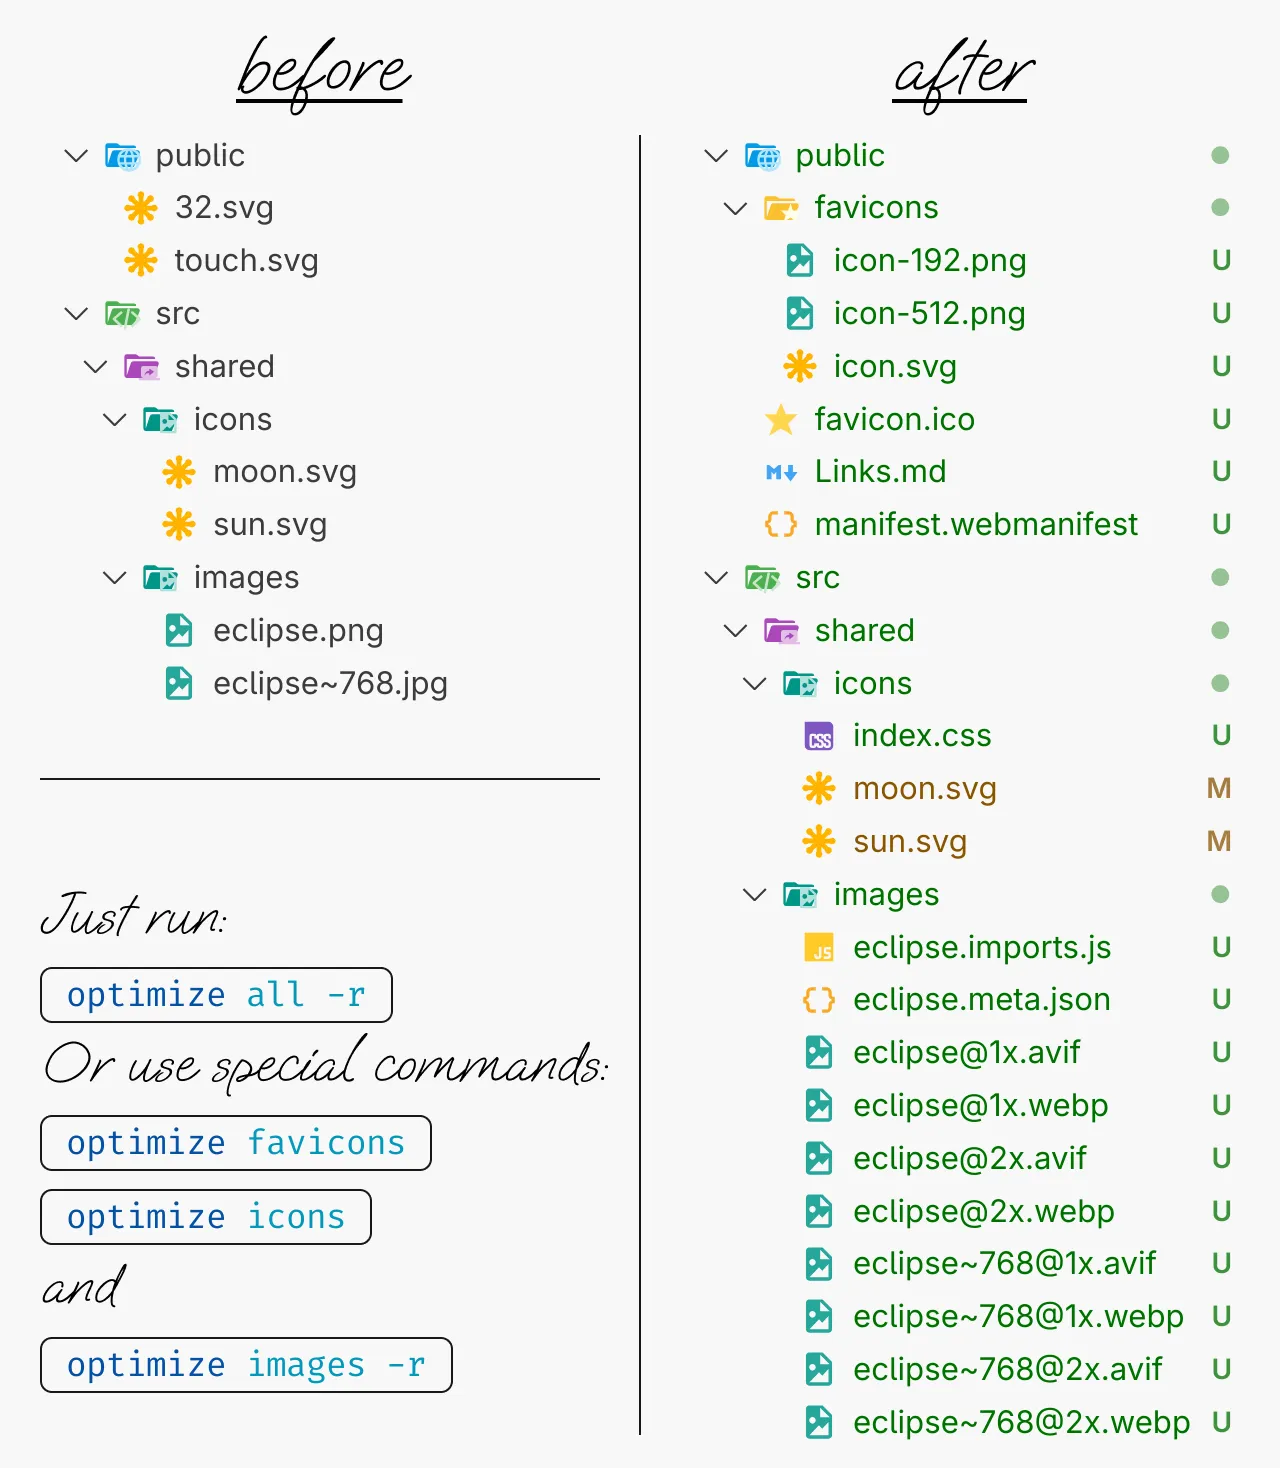 before
public
32.svg
touch.svg
src
shared
icons
moon.svg
sun.svg
images
eclipse.png
eclipse~768.jpg
Just run:
optimize all -r
Or use special commands:
optimize favicons
optimize icons
and
optimize images -r
after
public
favicons
icon-192.png U
icon-512.png U
icon.svg U
favicon.ico U
M Links.md U
{} manifest.webmanifest U
src
shared
icons
CSS index.css U
moon.svg M
sun.svg M
images
JS eclipse.imports.js U
{} eclipse.meta.json U
eclipse@1x.avif U
eclipse@1x.webp U
eclipse@2x.avif U
eclipse@2x.webp U
eclipse~768@1x.avif U
eclipse~768@1x.webp U
eclipse~768@2x.avif U
eclipse~768@2x.webp U